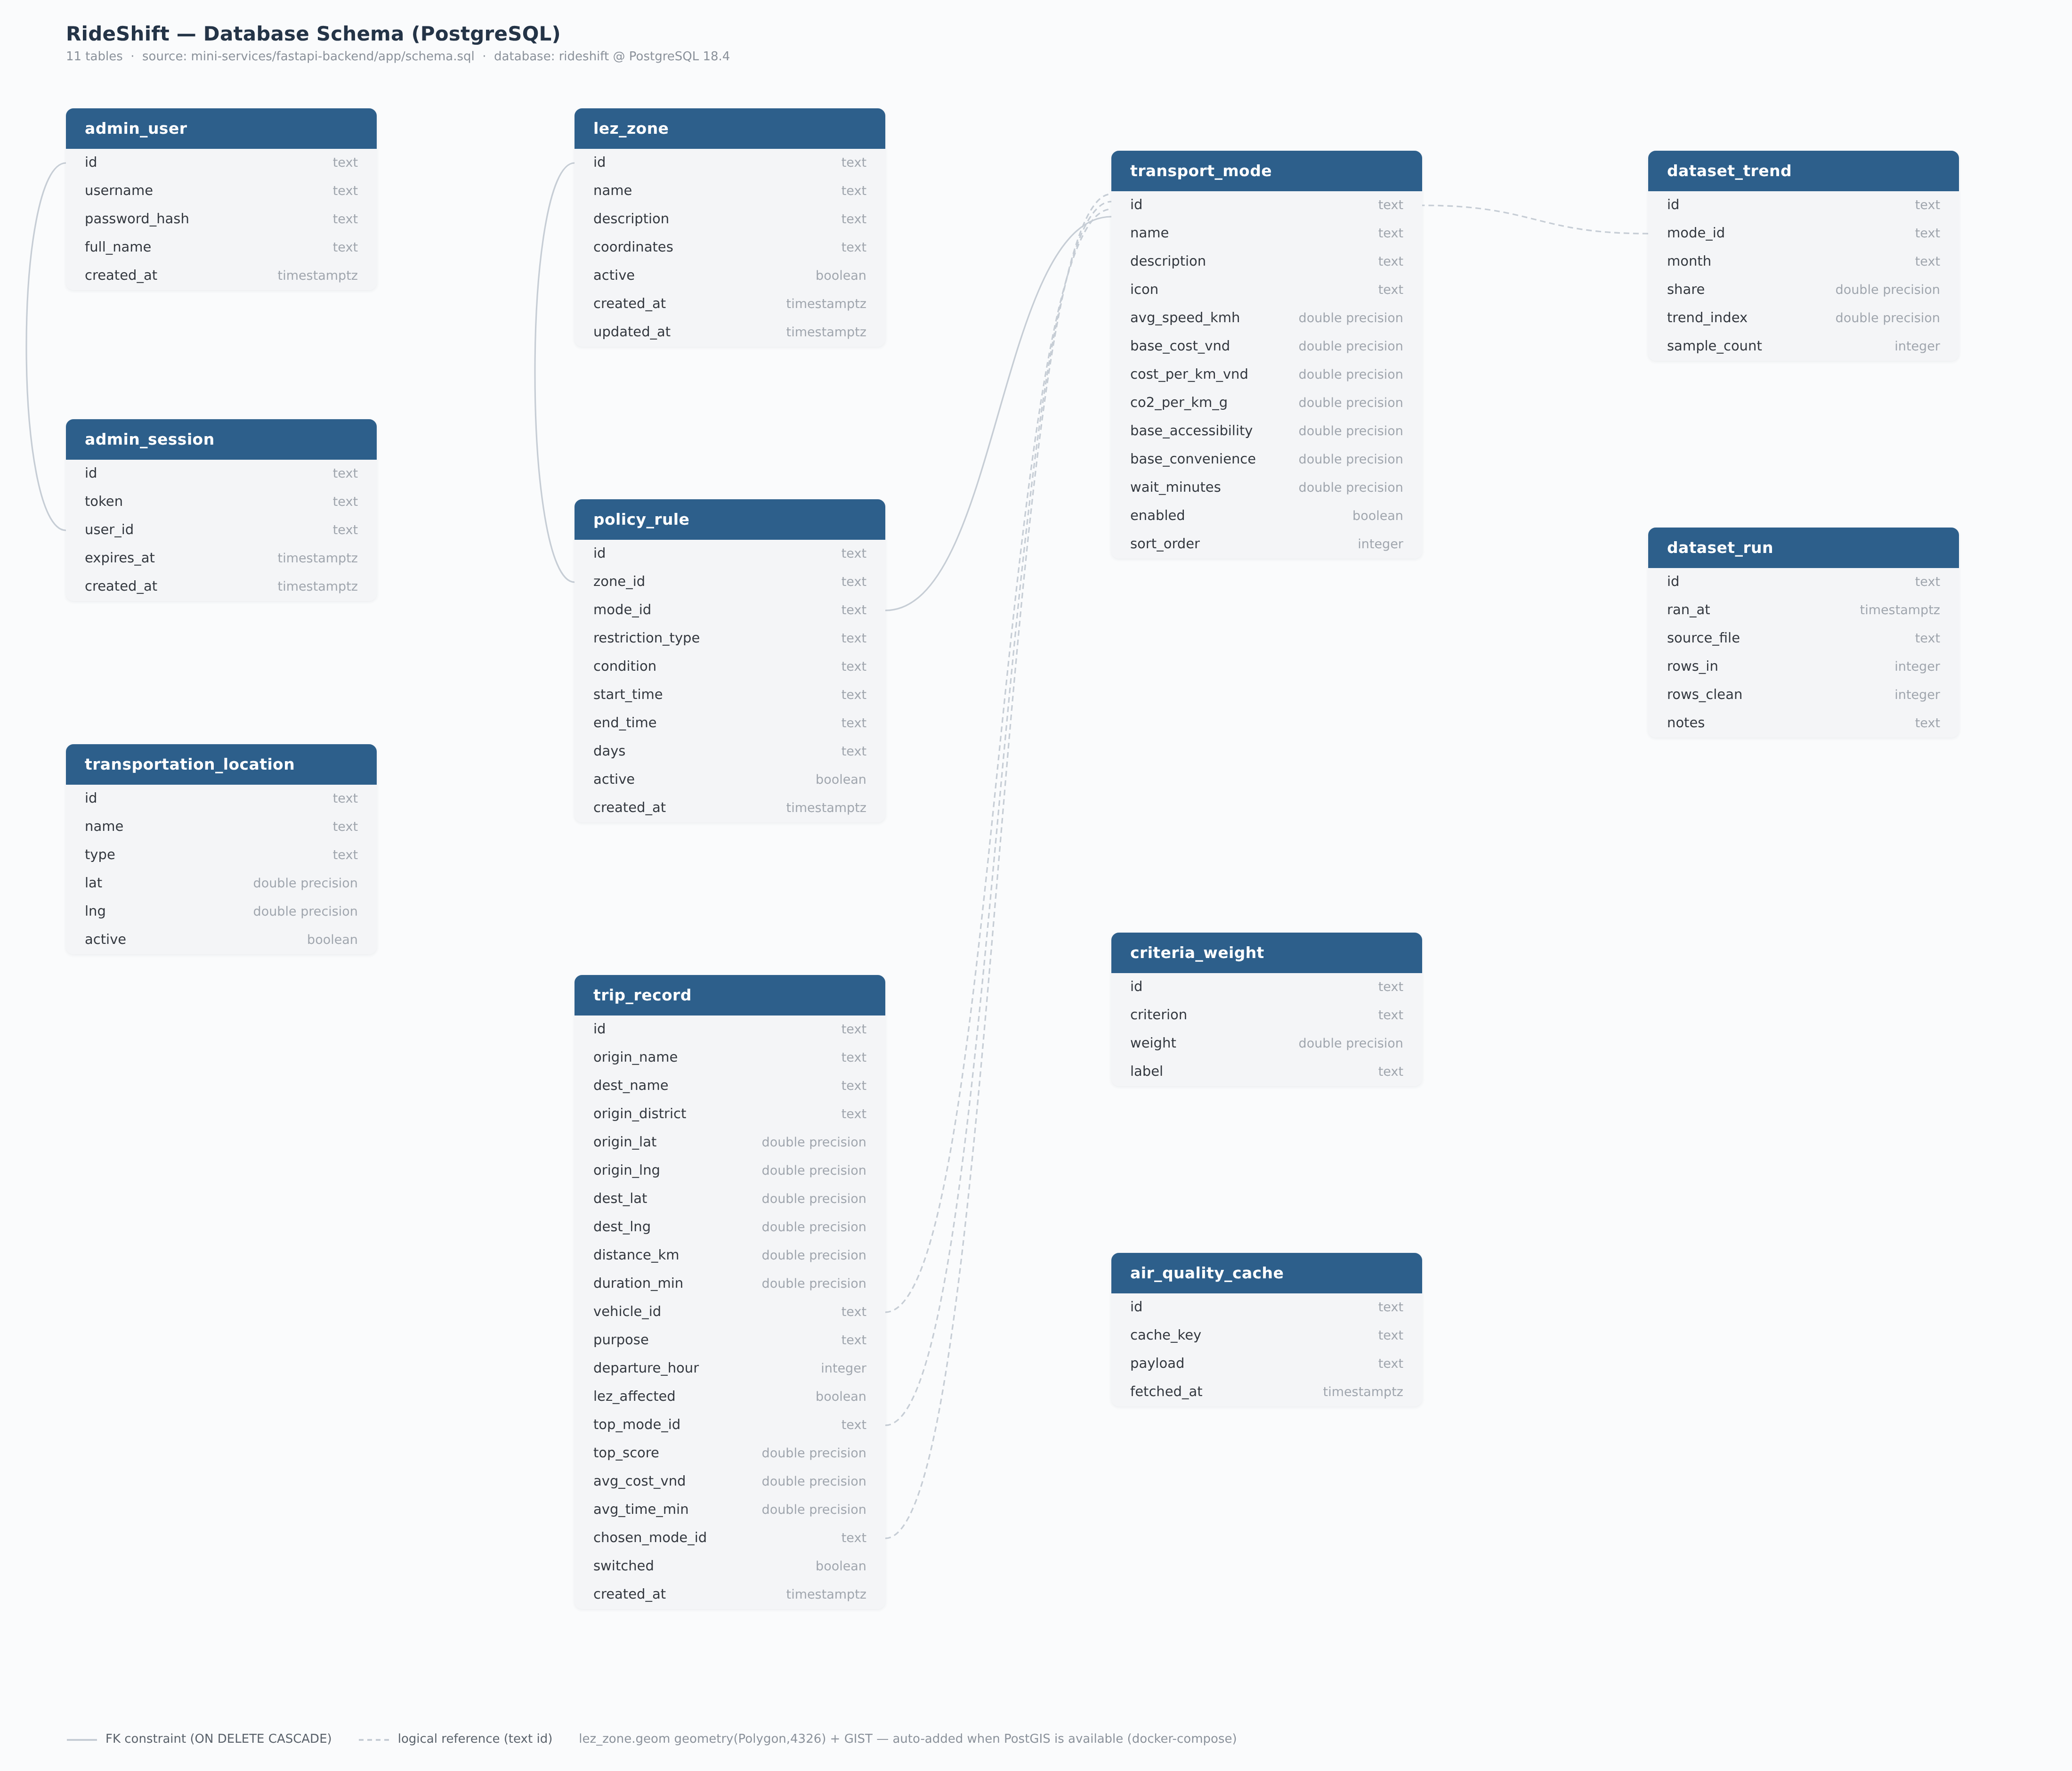 RideShift — Database Schema (PostgreSQL)
11 tables · source: mini-services/fastapi-backend/app/schema.sql · database: rideshift @ PostgreSQL 18.4
admin_user
id text
username text
password_hash text
full_name text
created_at timestamptz
admin_session
id text
token text
user_id text
expires_at timestamptz
created_at timestamptz
transportation_location
id text
name text
type text
lat double precision
lng double precision
active boolean
lez_zone
id text
name text
description text
coordinates text
active boolean
created_at timestamptz
updated_at timestamptz
policy_rule
id text
zone_id text
mode_id text
restriction_type text
condition text
start_time text
end_time text
days text
active boolean
created_at timestamptz
trip_record
id text
origin_name text
dest_name text
origin_district text
origin_lat double precision
origin_lng double precision
dest_lat double precision
dest_lng double precision
distance_km double precision
duration_min double precision
vehicle_id text
purpose text
departure_hour integer
lez_affected boolean
top_mode_id text
top_score double precision
avg_cost_vnd double precision
avg_time_min double precision
chosen_mode_id text
switched boolean
created_at timestamptz
transport_mode
id text
name text
description text
icon text
avg_speed_kmh double precision
base_cost_vnd double precision
cost_per_km_vnd double precision
co2_per_km_g double precision
base_accessibility double precision
base_convenience double precision
wait_minutes double precision
enabled boolean
sort_order integer
criteria_weight
id text
criterion text
weight double precision
label text
air_quality_cache
id text
cache_key text
payload text
fetched_at timestamptz
dataset_trend
id text
mode_id text
month text
share double precision
trend_index double precision
sample_count integer
dataset_run
id text
ran_at timestamptz
source_file text
rows_in integer
rows_clean integer
notes text
FK constraint (ON DELETE CASCADE) logical reference (text id) lez_zone.geom geometry(Polygon,4326) + GIST — auto-added when PostGIS is available (docker-compose)